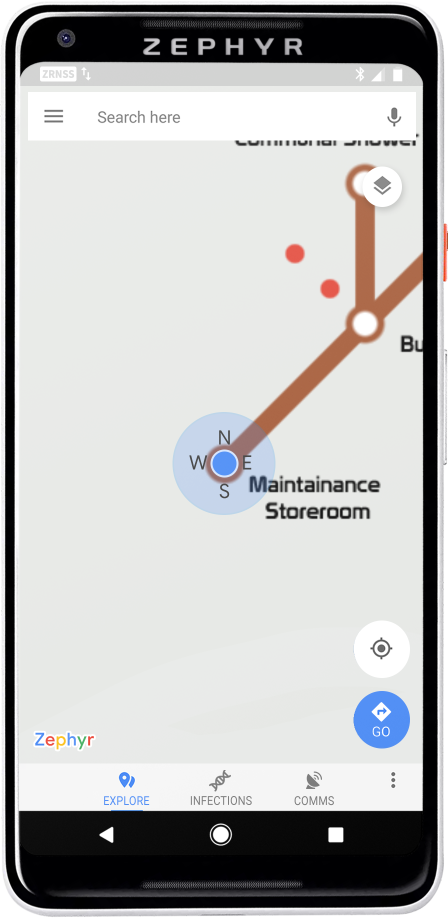 ZEPHYR
ZRNSS
Search here
Communal Shower
Bu
N
W E
S
Maintainance
Storeroom
GO
Zephyr
EXPLORE INFECTIONS COMMS